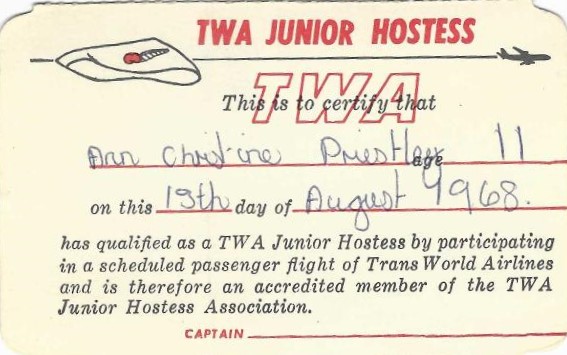 TWA JUNIOR HOSTESS
TWA
This is to certify that
Ann Christine Priestley age 11
on this 19th day of August 1968.
has qualified as a TWA Junior Hostess by participating
in a scheduled passenger flight of Trans World Airlines
and is therefore an accredited member of the TWA
Junior Hostess Association.
CAPTAIN